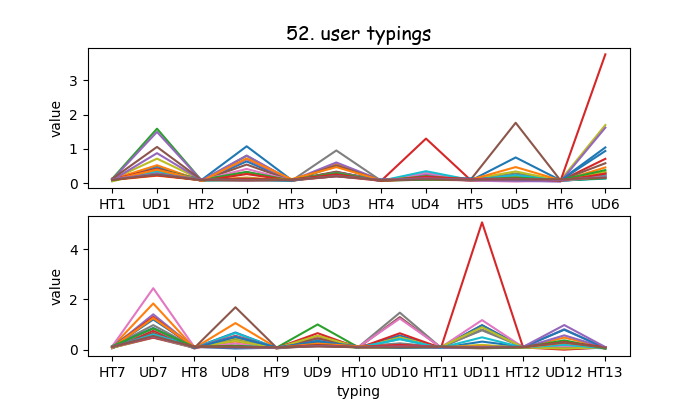 52. user typings
value
3
2
1
0
HT1 UD1 HT2 UD2 HT3 UD3 HT4 UD4 HT5 UD5 HT6 UD6
value
4
2
0
HT7 UD7 HT8 UD8 HT9 UD9 HT10 UD10 HT11 UD11 HT12 UD12 HT13
typing